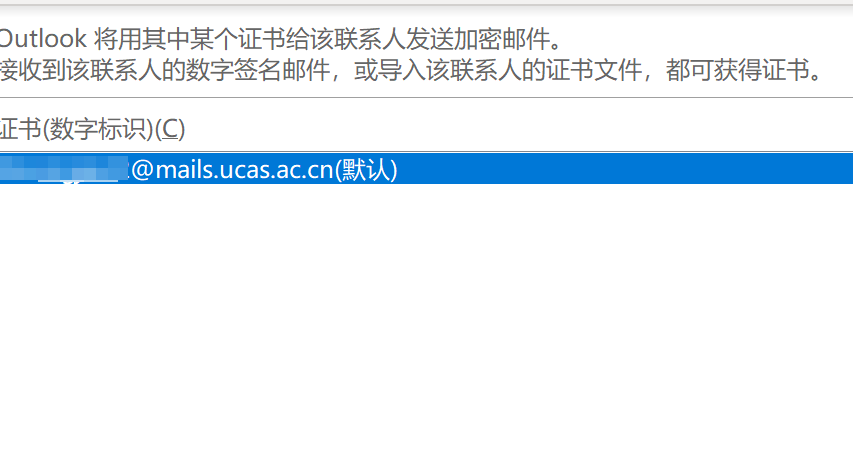 Outlook 将用其中某个证书给该联系人发送加密邮件。
接收到该联系人的数字签名邮件，或导入该联系人的证书文件，都可获得证书。
证书(数字标识)(C)
@mails.ucas.ac.cn(默认)